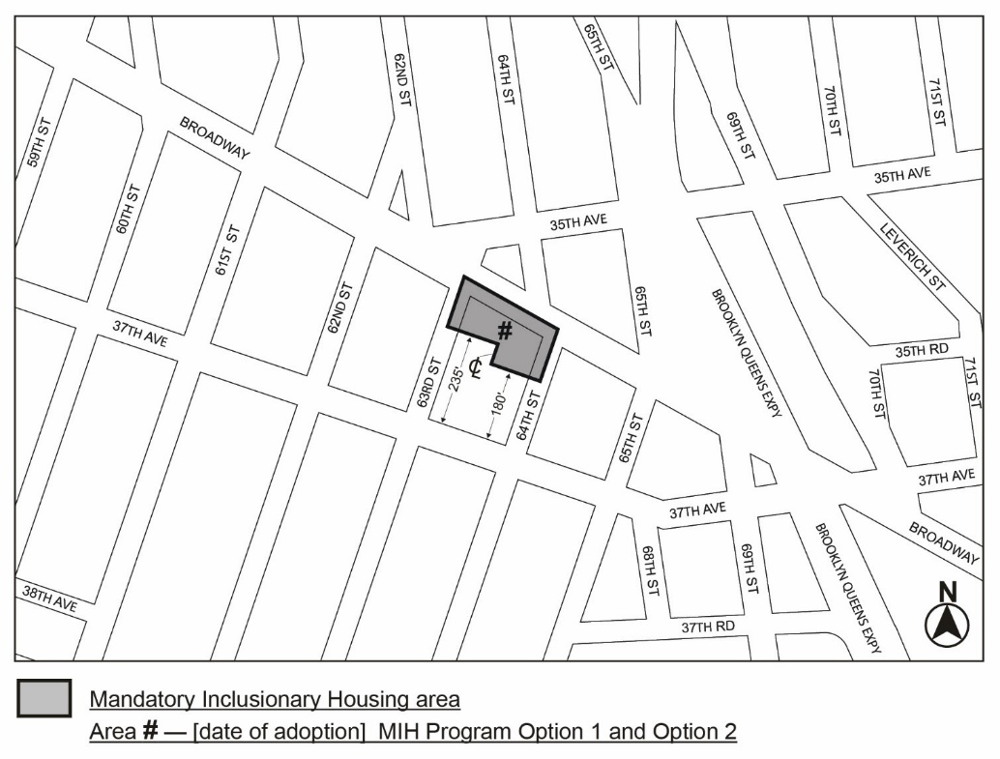 65TH ST
62ND ST
64TH ST
70TH ST
71ST ST
69TH ST
59TH ST
BROADWAY
35TH AVE
60TH ST
35TH AVE
61ST ST
LEVERICH ST
62ND ST
65TH ST
BROOKLYN QUEENS EXPY
37TH AVE
#
35TH RD
63RD ST
235'
℄
180'
64TH ST
70TH ST
71ST ST
65TH ST
37TH AVE
37TH AVE
BROADWAY
BROOKLYN QUEENS EXPY
68TH ST
69TH ST
38TH AVE
37TH RD
N
Mandatory Inclusionary Housing area
Area # — [date of adoption] MIH Program Option 1 and Option 2